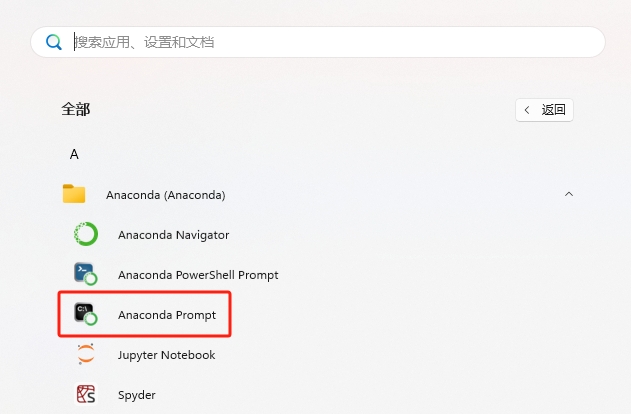 搜索应用、设置和文档
全部
返回
A
Anaconda (Anaconda)
Anaconda Navigator
Anaconda PowerShell Prompt
C:\
Anaconda Prompt
Jupyter Notebook
Spyder